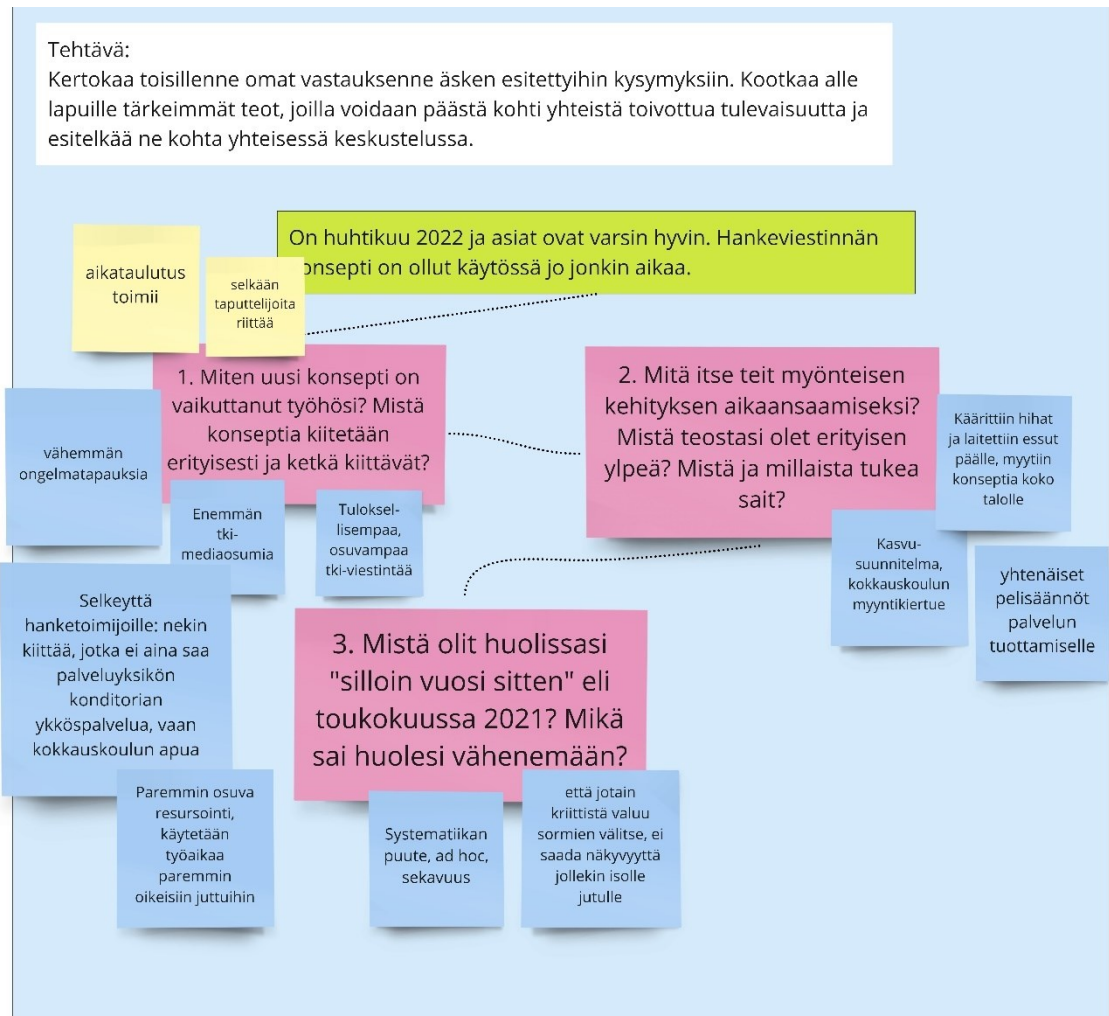 Tehtävä:
Kertokaa toisillenne omat vastauksenne äsken esitettyihin kysymyksiin. Kootkaa alle
lapuille tärkeimmät teot, joilla voidaan päästä kohti yhteistä toivottua tulevaisuutta ja
esitelkää ne kohta yhteisessä keskustelussa.
On huhtikuu 2022 ja asiat ovat varsin hyvin. Hankeviestinnän
onsepti on ollut käytössä jo jonkin aikaa.
aikataulutus
toimii
selkään
taputtelijoita
riittää
1. Miten uusi konsepti on
vaikuttanut työhösi? Mistä
konseptia kiitetään
erityisesti ja ketkä kiittävät?
vähemmän
ongelmatapauksia
Enemmän
tki-
mediaosumia
Tuloksel-
lisempaa,
osuvampaa
tki-viestintää
Selkeyttä
hanketoimijoille: nekin
kiittää, jotka ei aina saa
palveluyksikön
konditorian
ykköspalvelua, vaan
kokkauskoulun apua
Paremmin osuva
resursointi,
käytetään
työaikaa
paremmin
oikeisiin juttuihin
2. Mitä itse teit myönteisen
kehityksen aikaansaamiseksi?
Mistä teostasi olet erityisen
ylpeä? Mistä ja millaista tukea
sait?
Käärittiin hihat
ja laitettiin essut
päälle, myytiin
konseptia koko
talolle
Kasvu-
suunnitelma,
kokkauskoulun
myyntikiertue
yhtenäiset
pelisäännöt
palvelun
tuottamiselle
3. Mistä olit huolissasi
"silloin vuosi sitten" eli
toukokuussa 2021? Mikä
sai huolesi vähenemään?
Systematiikan
puute, ad hoc,
sekavuus
että jotain
kriittistä valuu
sormien välitse, ei
saada näkyvyyttä
jollekin isolle
jutulle